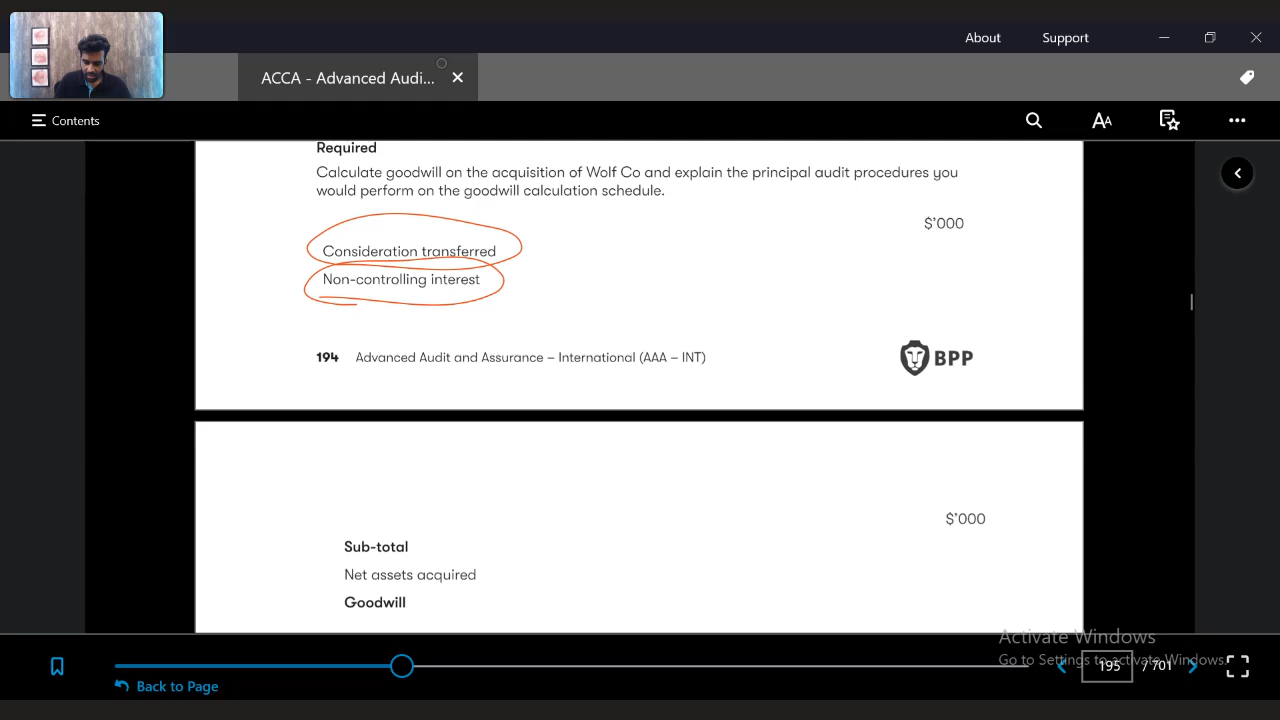 About
Support
ACCA - Advanced Audi...
Contents
AA
Required
Calculate goodwill on the acquisition of Wolf Co and explain the principal audit procedures you
would perform on the goodwill calculation schedule.
$'000
Consideration transferred
Non-controlling interest
194 Advanced Audit and Assurance – International (AAA – INT)
BPP
$'000
Sub-total
Net assets acquired
Goodwill
Activate Windows
Go to Settings to activate Windows.
195 / 701
Back to Page